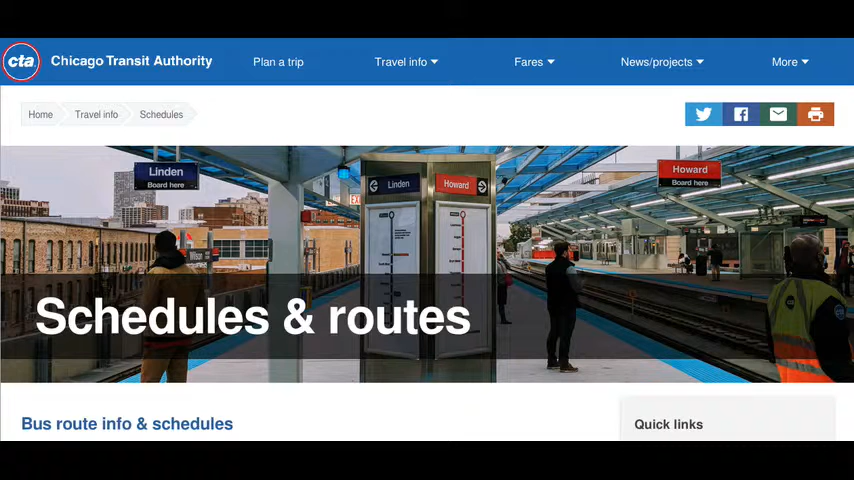 cta
Chicago Transit Authority
Plan a trip
Travel info
Fares
News/projects
More
Home
Travel info
Schedules
Linden
Board here
Linden
Howard
Howard
Board here
Wilson
Schedules & routes
Bus route info & schedules
Quick links